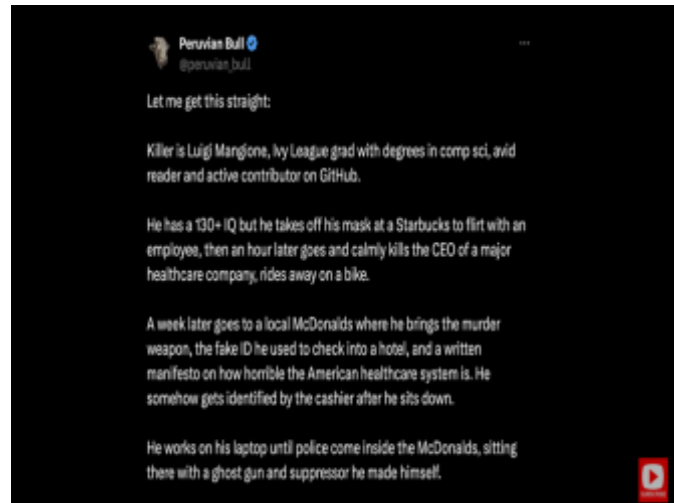 Peruvian Bull
@peruvian_bull
Let me get this straight:
Killer is Luigi Mangione, Ivy League grad with degrees in comp sci, avid
reader and active contributor on GitHub.
He has a 130+ IQ but he takes off his mask at a Starbucks to flirt with an
employee, then an hour later goes and calmly kills the CEO of a major
healthcare company, rides away on a bike.
A week later goes to a local McDonalds where he brings the murder
weapon, the fake ID he used to check into a hotel, and a written
manifesto on how horrible the American healthcare system is. He
somehow gets identified by the cashier after he sits down.
He works on his laptop until police come inside the McDonalds, sitting
there with a ghost gun and suppressor he made himself.